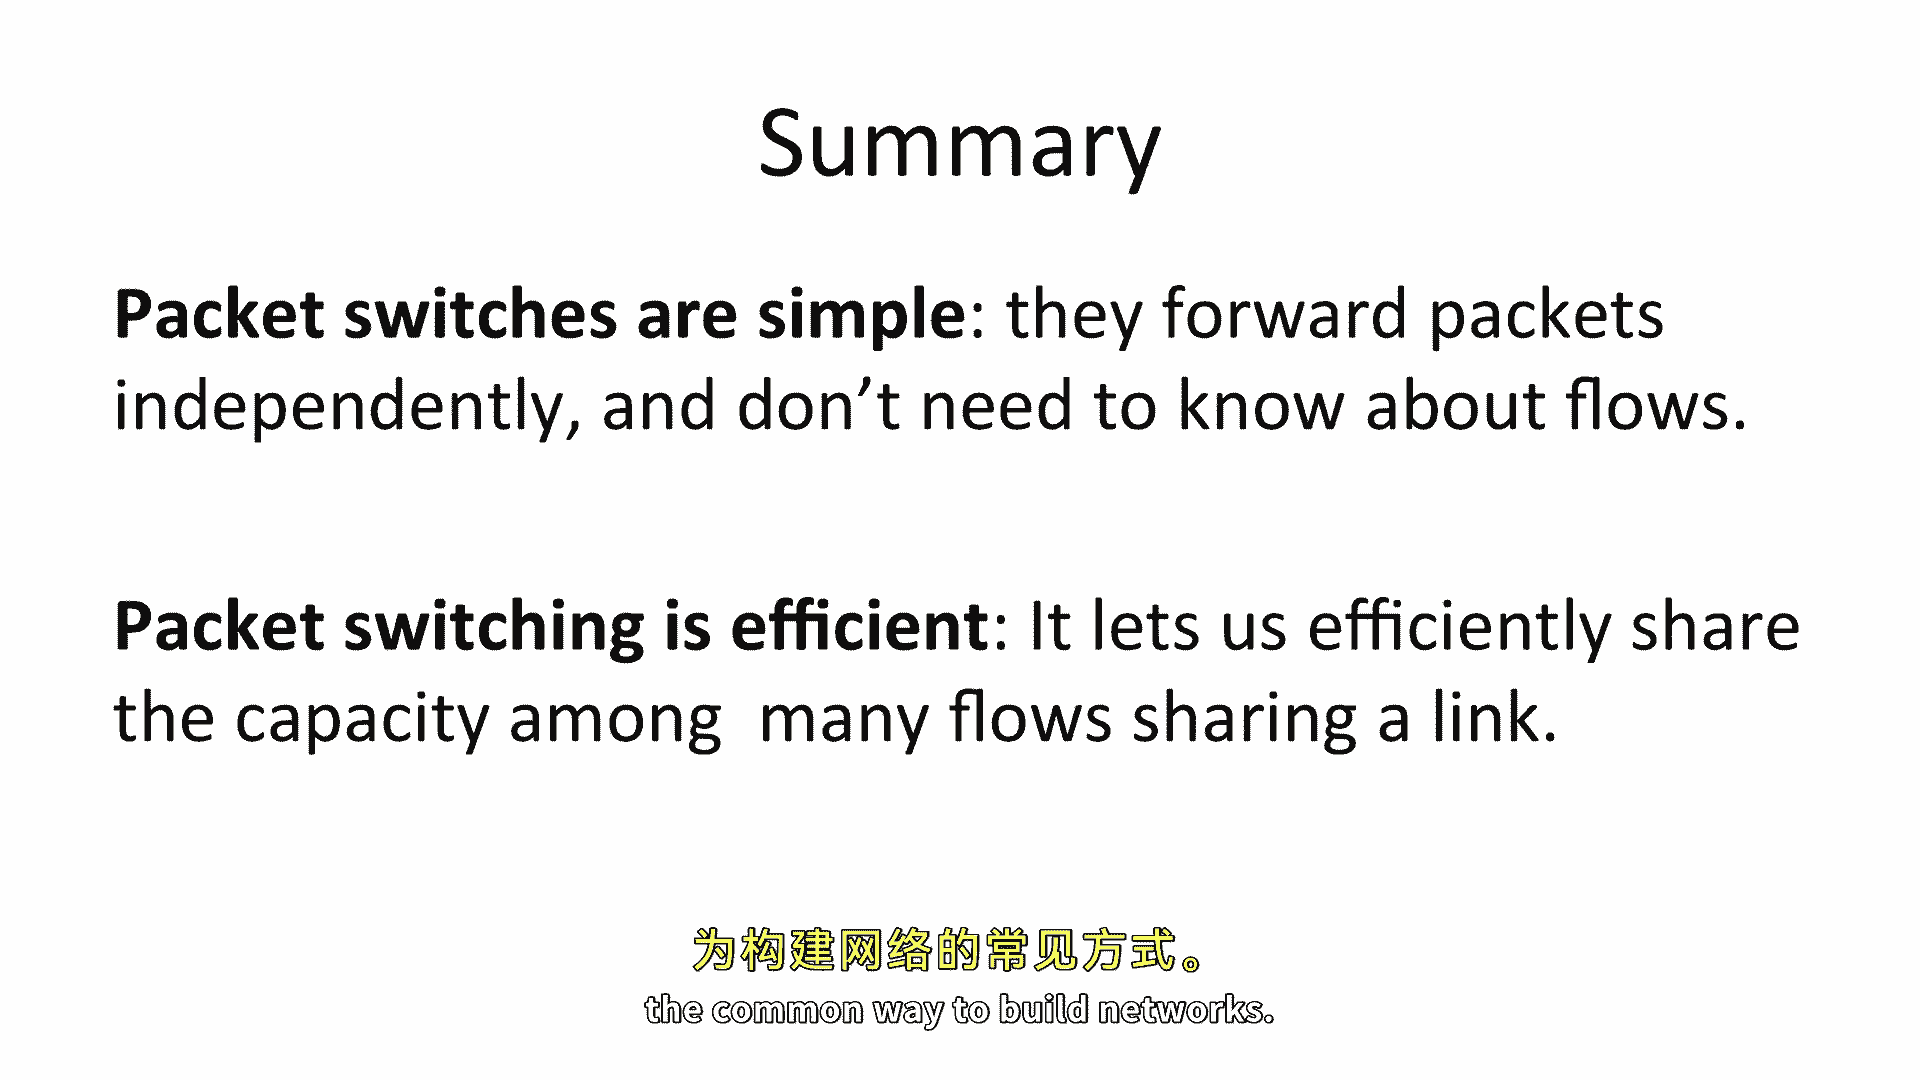 Summary
Packet switches are simple: they forward packets
independently, and don’t need to know about flows.
Packet switching is efficient: It lets us efficiently share
the capacity among  many flows sharing a link.
为构建网络的常见方式。
the common way to build networks.